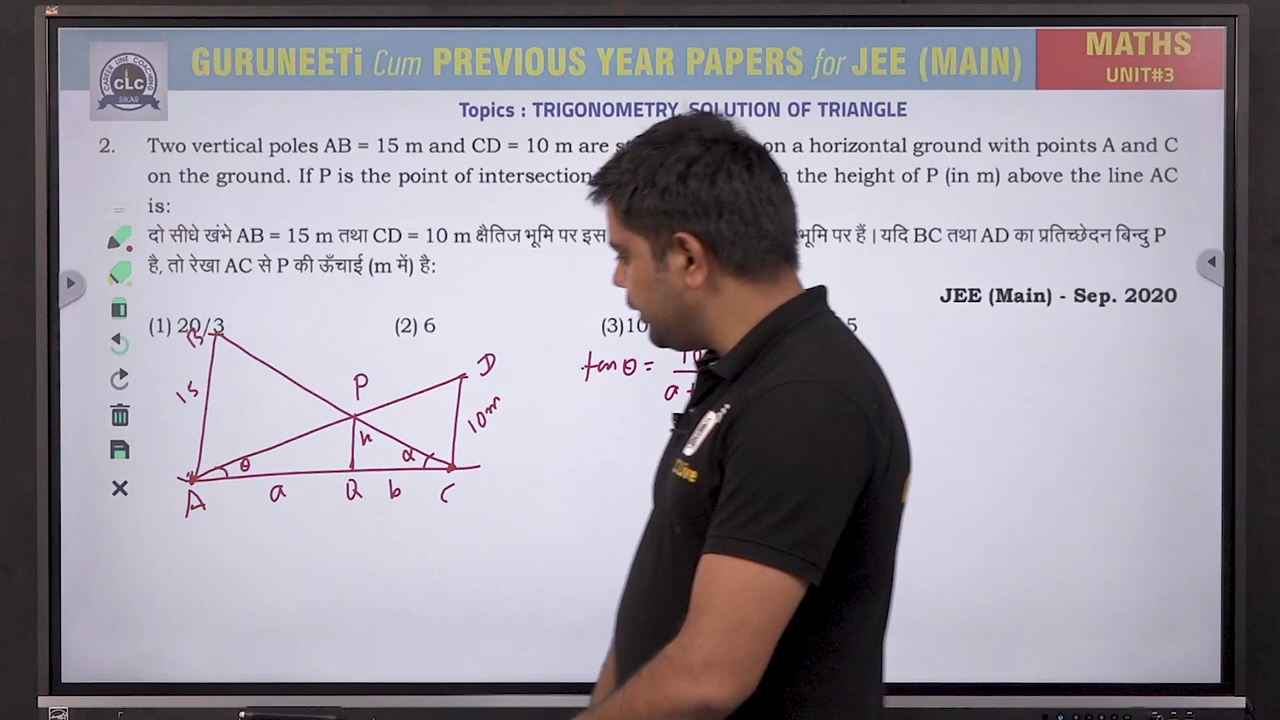 GURUNEETi Cum PREVIOUS YEAR PAPERS for JEE (MAIN)
MATHS
UNIT#3
CAREER LINE COACHING
CLC
SIKAR
Topics : TRIGONOMETRY, SOLUTION OF TRIANGLE
2. Two vertical poles AB = 15 m and CD = 10 m are on a horizontal ground with points A and C
on the ground. If P is the point of intersection the height of P (in m) above the line AC
is:
दो सीधे खंभे AB = 15 m तथा CD = 10 m क्षैतिज भूमि पर इस भूमि पर हैं। यदि BC तथा AD का प्रतिच्छेदन बिन्दु P
है, तो रेखा AC से P की ऊँचाई (m में) है:
JEE (Main) - Sep. 2020
(1) 20/3 (2) 6 (3) 10 5
B
15
P
D
10m
h
θ
α
A a Q b C
tan θ = 10
a +